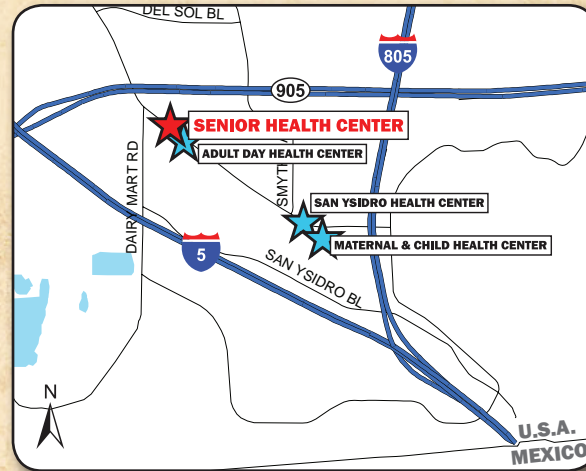 DEL SOL BL
805
905
SENIOR HEALTH CENTER
ADULT DAY HEALTH CENTER
DAIRY MART RD
SAN YSIDRO HEALTH CENTER
MATERNAL & CHILD HEALTH CENTER
5
SAN YSIDRO BL
N
U.S.A.
MEXICO